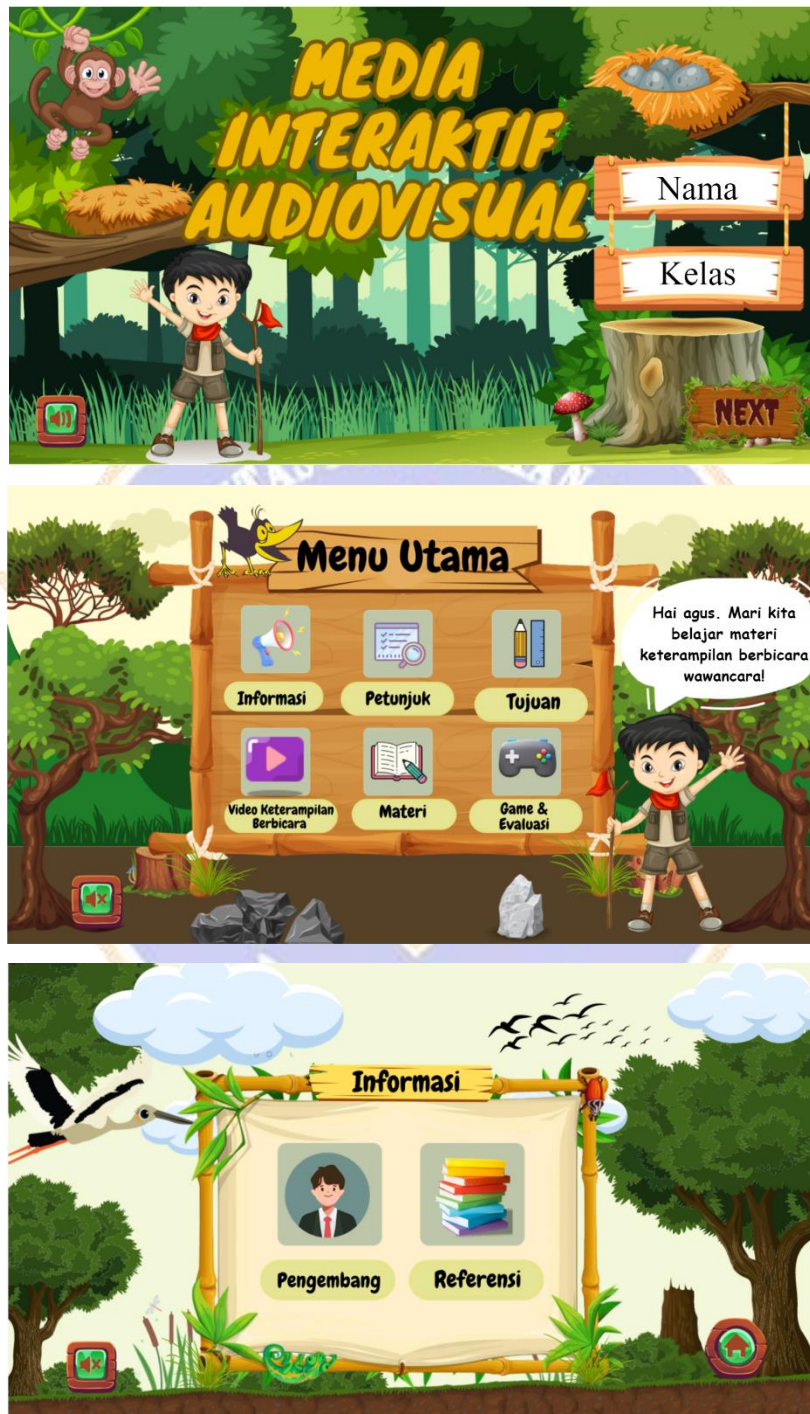 MEDIA
INTERAKTIF
AUDIOVISUAL
Nama
Kelas
NEXT
Menu Utama
Hai agus. Mari kita
belajar materi
keterampilan berbicara
wawancara!
Informasi
Petunjuk
Tujuan
Video Keterampilan
Berbicara
Materi
Game &
Evaluasi
Informasi
Pengembang
Referensi